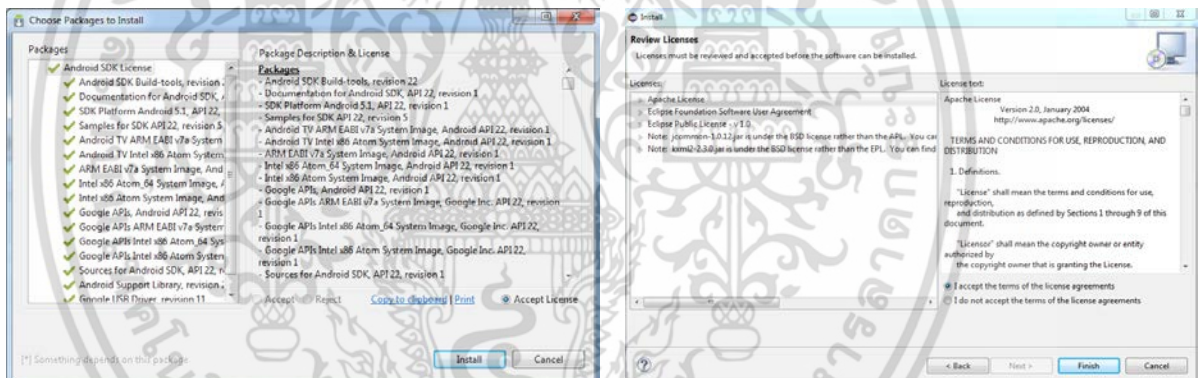 Choose Packages to Install
Packages
Android SDK License
Android SDK Build-tools, revision
Documentation for Android SDK,
SDK Platform Android 5.1, API 22,
Samples for SDK API 22, revision 5
Android TV ARM EABI v7a System
Android TV Intel x86 Atom System
ARM EABI v7a System Image, And
Intel x86 Atom_64 System Image, A
Intel x86 Atom System Image, And
Google APIs, Android API 22, revis
Google APIs ARM EABI v7a System
Google APIs Intel x86 Atom_64 Sys
Google APIs Intel x86 Atom System
Sources for Android SDK, API 22, r
Android Support Library, revision
Google USB Driver, revision 11
Package Description & License
Packages
- Android SDK Build-tools, revision 22
- Documentation for Android SDK, API 22, revision 1
- SDK Platform Android 5.1, API 22, revision 1
- Samples for SDK API 22, revision 5
- Android TV ARM EABI v7a System Image, Android API 22, revision 1
- Android TV Intel x86 Atom System Image, Android API 22, revision 1
- ARM EABI v7a System Image, Android API 22, revision 1
- Intel x86 Atom_64 System Image, Android API 22, revision 1
- Intel x86 Atom System Image, Android API 22, revision 1
- Google APIs, Android API 22, revision 1
- Google APIs ARM EABI v7a System Image, Google Inc. API 22, revision
1
- Google APIs Intel x86 Atom_64 System Image, Google Inc. API 22,
revision 1
- Google APIs Intel x86 Atom System Image, Google Inc. API 22,
revision 1
- Sources for Android SDK, API 22, revision 1
Accept Reject Copy to clipboard | Print Accept License
[*] Something depends on this package
Install Cancel
Install
Review Licenses
Licenses must be reviewed and accepted before the software can be installed.
Licenses:
Apache License
Eclipse Foundation Software User Agreement
Eclipse Public License - v 1.0
Note: jcommon-1.0.12.jar is under the BSD license rather than the APL. You can
Note: kxml2-2.3.0.jar is under the BSD license rather than the EPL. You can find
License text:
Apache License
Version 2.0, January 2004
http://www.apache.org/licenses/
TERMS AND CONDITIONS FOR USE, REPRODUCTION, AND
DISTRIBUTION
1. Definitions.
"License" shall mean the terms and conditions for use,
reproduction,
and distribution as defined by Sections 1 through 9 of this
document.
"Licensor" shall mean the copyright owner or entity
authorized by
the copyright owner that is granting the License.
I accept the terms of the license agreements
I do not accept the terms of the license agreements
< Back Next > Finish Cancel